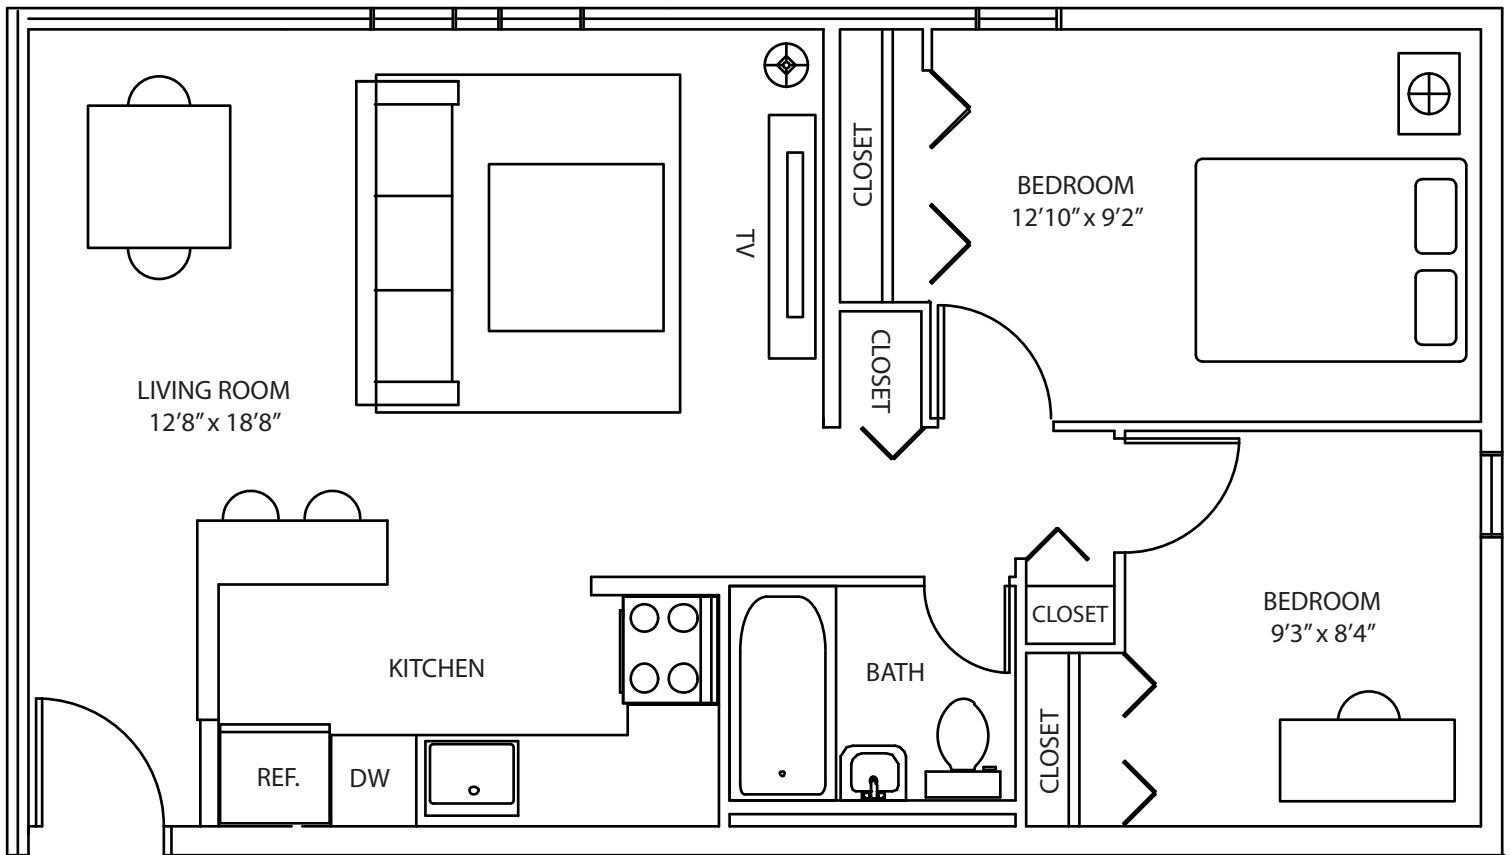 CLOSET
BEDROOM
12’10” x 9’2”
TV
CLOSET
LIVING ROOM
12’8” x 18’8”
CLOSET
BEDROOM
9’3” x 8’4”
KITCHEN
BATH
CLOSET
REF.
DW